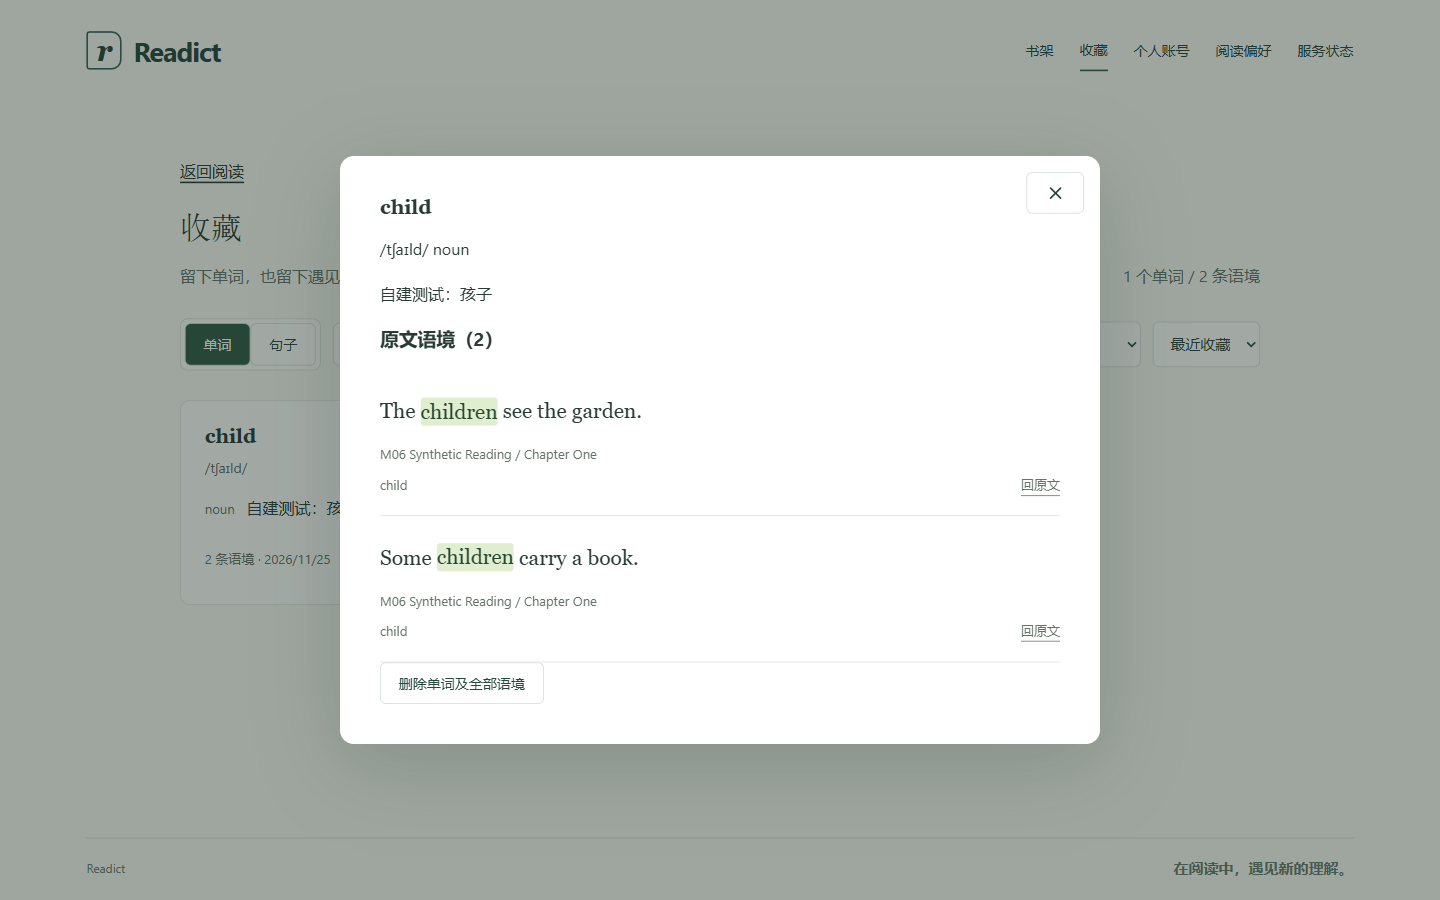 r Readict
书架 收藏 个人账号 阅读偏好 服务状态
返回阅读
收藏
留下单词，也留下遇见
1 个单词 / 2 条语境
单词 句子
最近收藏
child
/tʃaɪld/
noun 自建测试：孩
2 条语境 · 2026/11/25
child
/tʃaɪld/ noun
自建测试：孩子
原文语境（2）
The children see the garden.
M06 Synthetic Reading / Chapter One
child 回原文
Some children carry a book.
M06 Synthetic Reading / Chapter One
child 回原文
删除单词及全部语境
Readict
在阅读中，遇见新的理解。